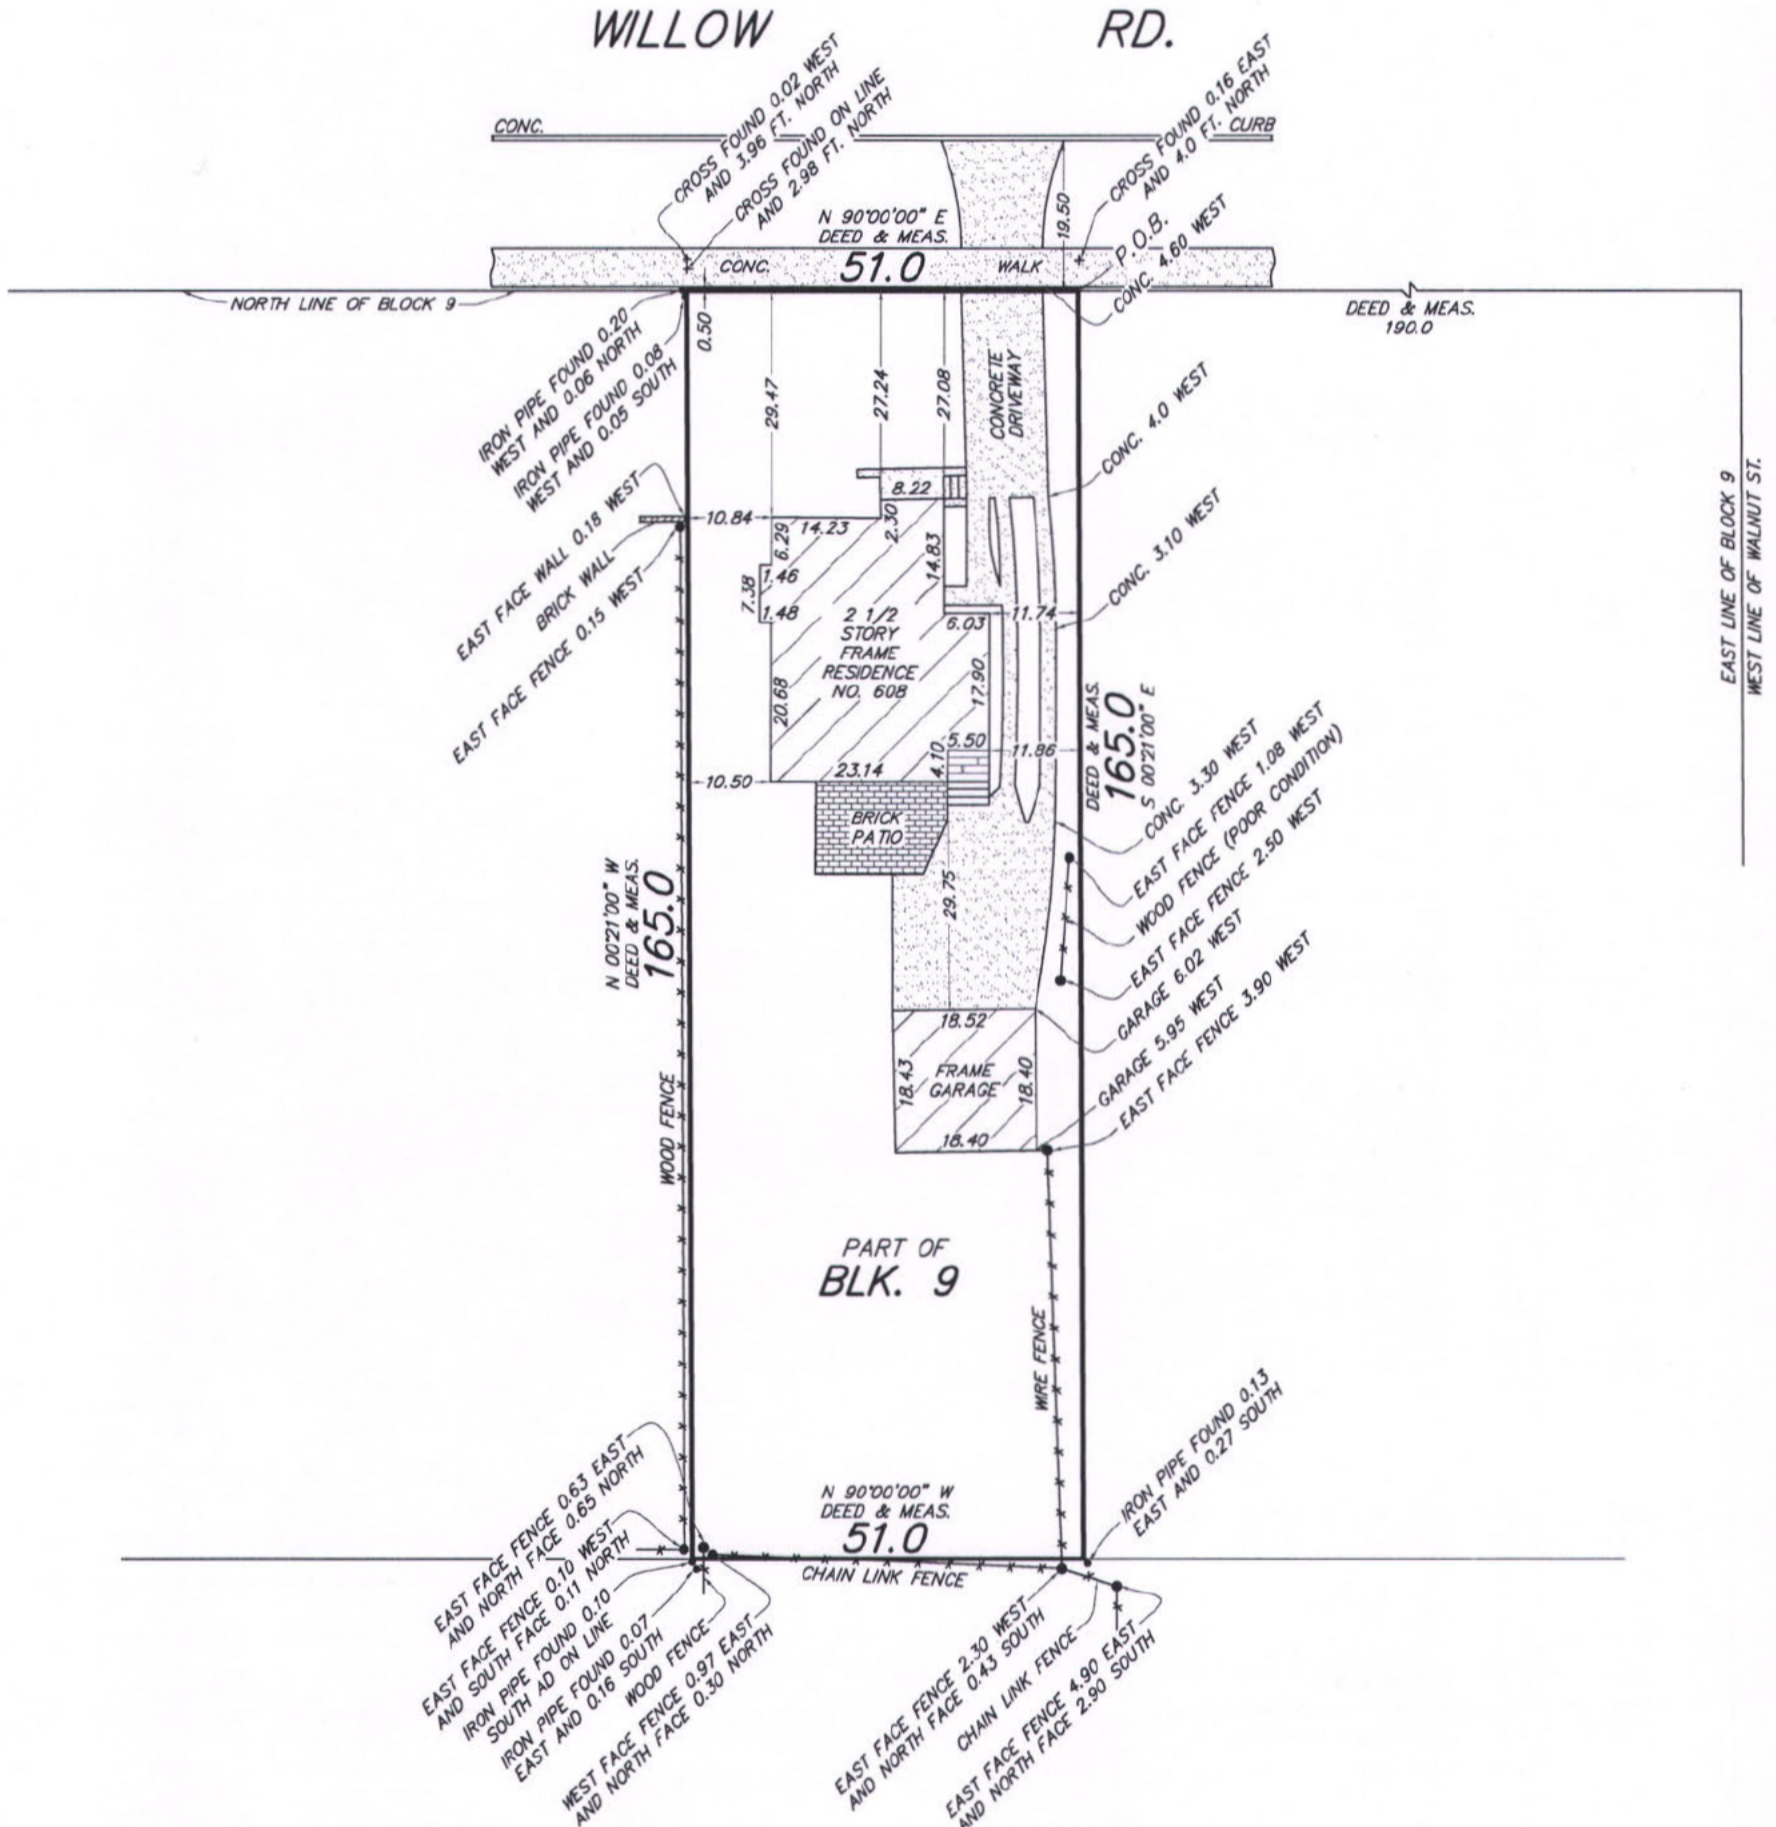 WILLOW RD.
CONC. CURB
CROSS FOUND 0.02 WEST
AND 3.96 FT. NORTH
CROSS FOUND ON LINE
AND 2.98 FT. NORTH
CROSS FOUND 0.16 EAST
AND 4.0 FT. NORTH
N 90°00'00" E
DEED & MEAS.
51.0
CONC. WALK
19.50
P.O.B.
CONC. 4.60 WEST
NORTH LINE OF BLOCK 9
DEED & MEAS.
190.0
IRON PIPE FOUND 0.20
WEST AND 0.06 NORTH
IRON PIPE FOUND 0.08
WEST AND 0.05 SOUTH
0.50
29.47
27.24
27.08
CONCRETE
DRIVEWAY
CONC. 4.0 WEST
CONC. 3.10 WEST
EAST LINE OF BLOCK 9
WEST LINE OF WALNUT ST.
EAST FACE WALL 0.18 WEST
BRICK WALL
EAST FACE FENCE 0.15 WEST
10.84
8.22
14.23
2.30
6.29
14.83
1.46
7.38
1.48
2 1/2
STORY
FRAME
RESIDENCE
NO. 608
11.74
6.03
17.90
20.68
5.50
11.86
4.10
23.14
10.50
BRICK
PATIO
DEED & MEAS.
165.0
S 00°21'00" E
CONC. 3.30 WEST
EAST FACE FENCE 1.08 WEST
WOOD FENCE (POOR CONDITION)
EAST FACE FENCE 2.50 WEST
GARAGE 6.02 WEST
GARAGE 5.95 WEST
EAST FACE FENCE 3.90 WEST
N 00°21'00" W
DEED & MEAS.
165.0
29.75
18.52
18.43
FRAME
GARAGE
18.40
18.40
WOOD FENCE
PART OF
BLK. 9
WIRE FENCE
IRON PIPE FOUND 0.13
EAST AND 0.27 SOUTH
N 90°00'00" W
DEED & MEAS.
51.0
CHAIN LINK FENCE
EAST FACE FENCE 0.63 EAST
AND NORTH FACE 0.65 NORTH
EAST FACE FENCE 0.10 WEST
AND SOUTH FACE 0.11 NORTH
IRON PIPE FOUND 0.10
SOUTH AD ON LINE
IRON PIPE FOUND 0.07
EAST AND 0.16 SOUTH
WOOD FENCE
WEST FACE FENCE 0.97 EAST
AND NORTH FACE 0.30 NORTH
EAST FACE FENCE 2.30 WEST
AND NORTH FACE 0.43 SOUTH
CHAIN LINK FENCE
EAST FACE FENCE 4.90 EAST
AND NORTH FACE 2.90 SOUTH